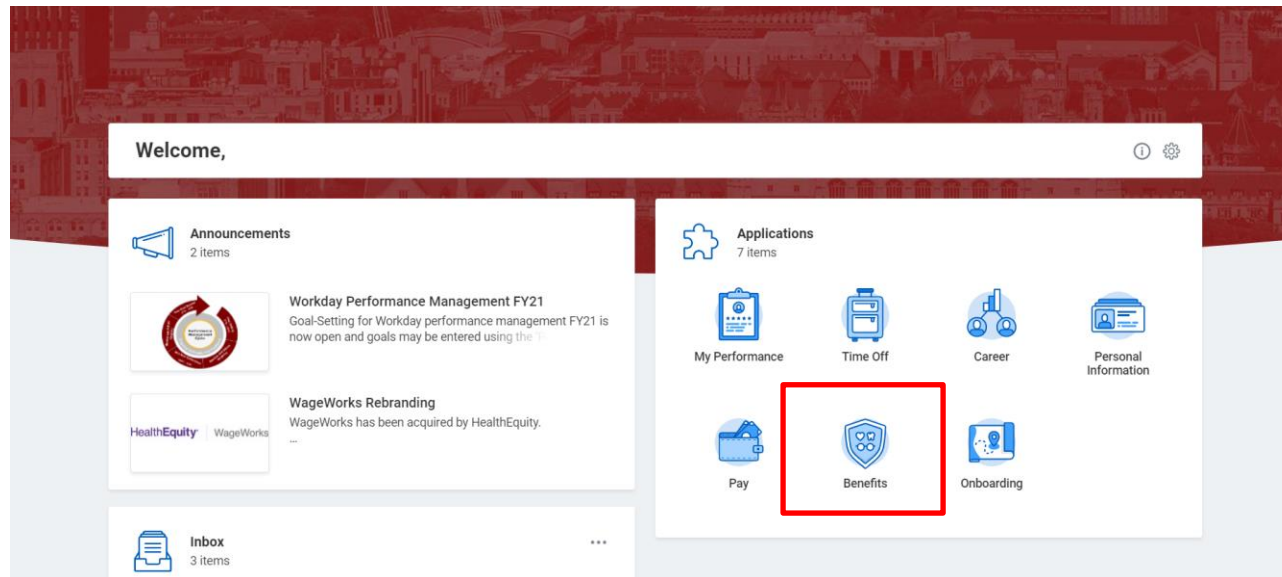 Welcome,
Announcements
2 items
Workday Performance Management FY21
Goal-Setting for Workday performance management FY21 is
now open and goals may be entered using the
HealthEquity WageWorks
WageWorks Rebranding
WageWorks has been acquired by HealthEquity.
...
Inbox
3 items
Applications
7 items
My Performance
Time Off
Career
Personal
Information
Pay
Benefits
Onboarding